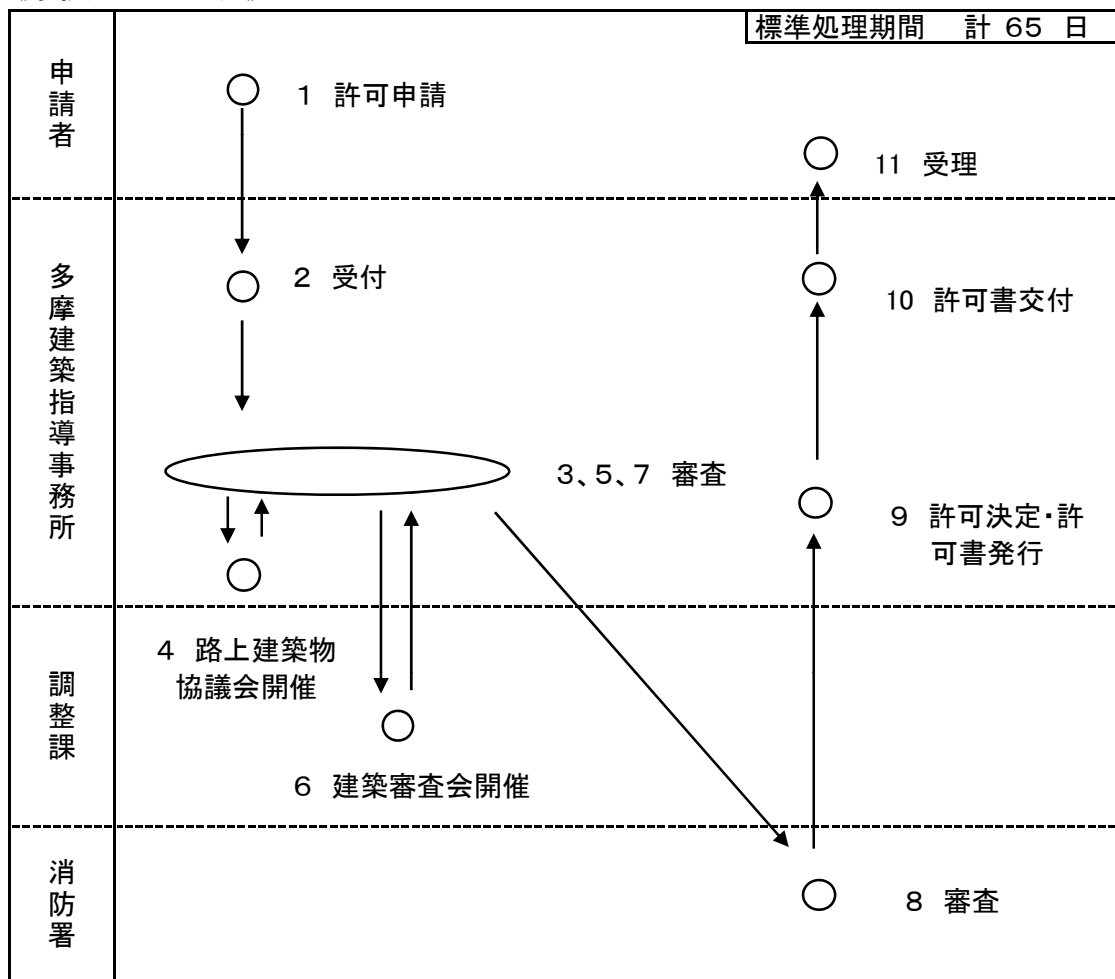 標準処理期間 計 65 日
申請者
1 許可申請
11 受理
多摩建築指導事務所
2 受付
10 許可書交付
3、5、7 審査
9 許可決定・許
可書発行
調整課
4 路上建築物
協議会開催
6 建築審査会開催
消防署
8 審査